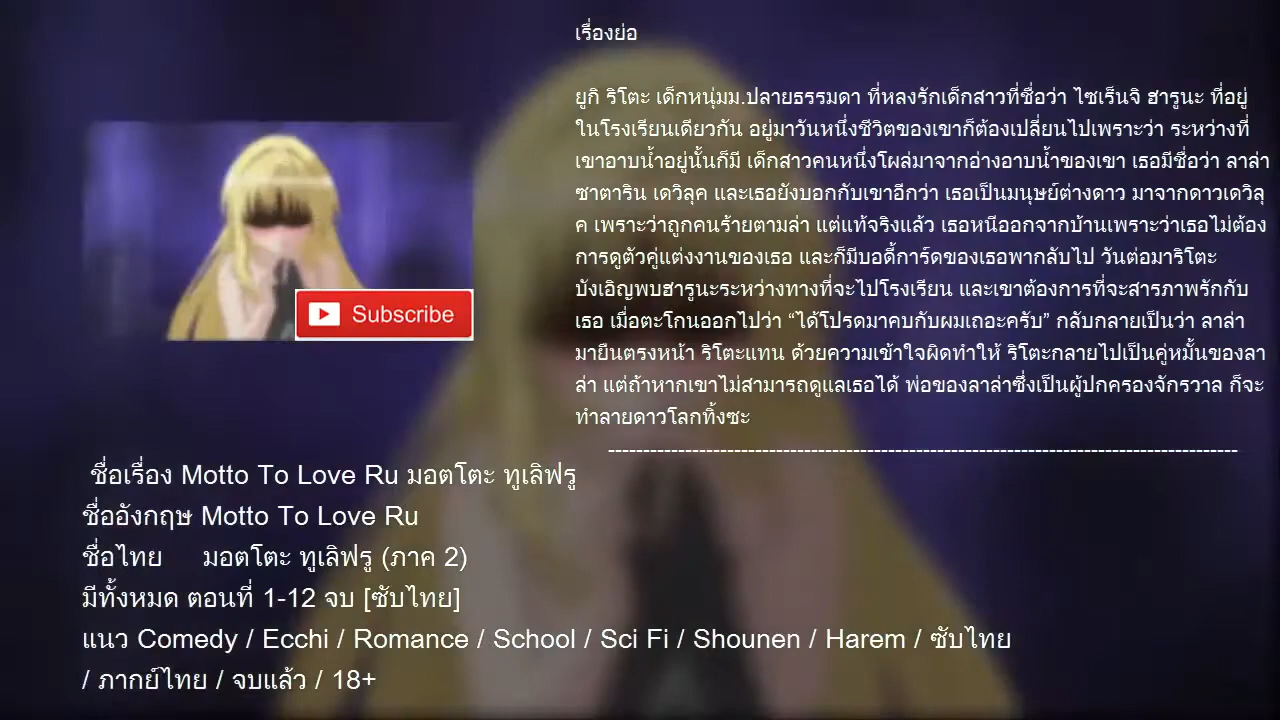 เรื่องย่อ
ยูกิ ริโตะ เด็กหนุ่มม.ปลายธรรมดา ที่หลงรักเด็กสาวที่ชื่อว่า ไซเร็นจิ ฮารุนะ ที่อยู่
ในโรงเรียนเดียวกัน อยู่มาวันหนึ่งชีวิตของเขาก็ต้องเปลี่ยนไปเพราะว่า ระหว่างที่
เขาอาบน้ำอยู่นั้นก็มี เด็กสาวคนหนึ่งโผล่มาจากอ่างอาบน้ำของเขา เธอมีชื่อว่า ลาล่า
ซาตาริน เดวิลุค และเธอยังบอกกับเขาอีกว่า เธอเป็นมนุษย์ต่างดาว มาจากดาวเดวิลุ
ค เพราะว่าถูกคนร้ายตามล่า แต่แท้จริงแล้ว เธอหนีออกจากบ้านเพราะว่าเธอไม่ต้อง
การดูตัวคู่แต่งงานของเธอ และก็มีบอดี้การ์ดของเธอพากลับไป วันต่อมาริโตะ
บังเอิญพบฮารุนะระหว่างทางที่จะไปโรงเรียน และเขาต้องการที่จะสารภาพรักกับ
เธอ เมื่อตะโกนออกไปว่า “ได้โปรดมาคบกับผมเถอะครับ” กลับกลายเป็นว่า ลาล่า
มายืนตรงหน้า ริโตะแทน ด้วยความเข้าใจผิดทำให้ ริโตะกลายไปเป็นคู่หมั้นของลา
ล่า แต่ถ้าหากเขาไม่สามารถดูแลเธอได้ พ่อของลาล่าซึ่งเป็นผู้ปกครองจักรวาล ก็จะ
ทำลายดาวโลกทิ้งซะ
------------------------------------------------------------------------------------------
Subscribe
ชื่อเรื่อง Motto To Love Ru มอตโตะ ทูเลิฟรู
ชื่ออังกฤษ Motto To Love Ru
ชื่อไทย มอตโตะ ทูเลิฟรู (ภาค 2)
มีทั้งหมด ตอนที่ 1-12 จบ [ซับไทย]
แนว Comedy / Ecchi / Romance / School / Sci Fi / Shounen / Harem / ซับไทย
/ ภากย์ไทย / จบแล้ว / 18+